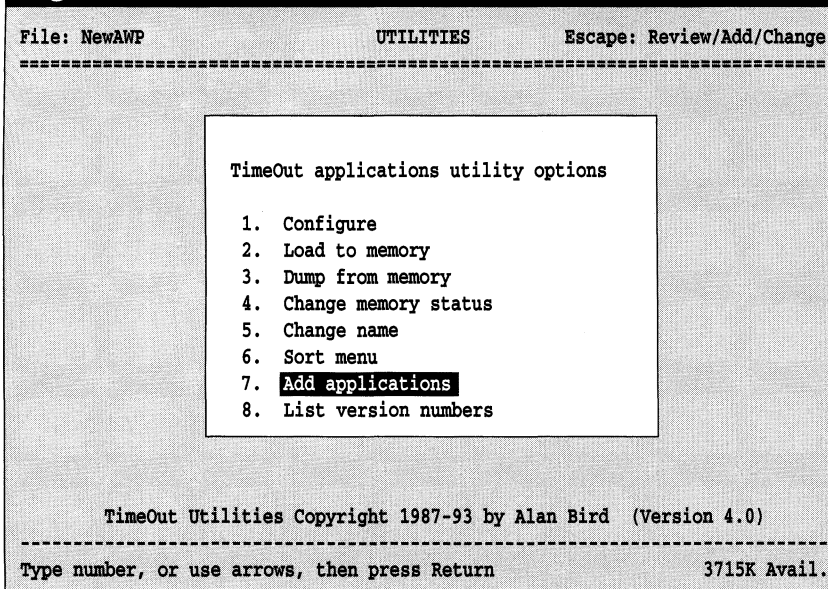 File: NewAWP UTILITIES Escape: Review/Add/Change
================================================================================
TimeOut applications utility options
1. Configure
2. Load to memory
3. Dump from memory
4. Change memory status
5. Change name
6. Sort menu
7. Add applications
8. List version numbers
TimeOut Utilities Copyright 1987-93 by Alan Bird (Version 4.0)
--------------------------------------------------------------------------------
Type number, or use arrows, then press Return 3715K Avail.